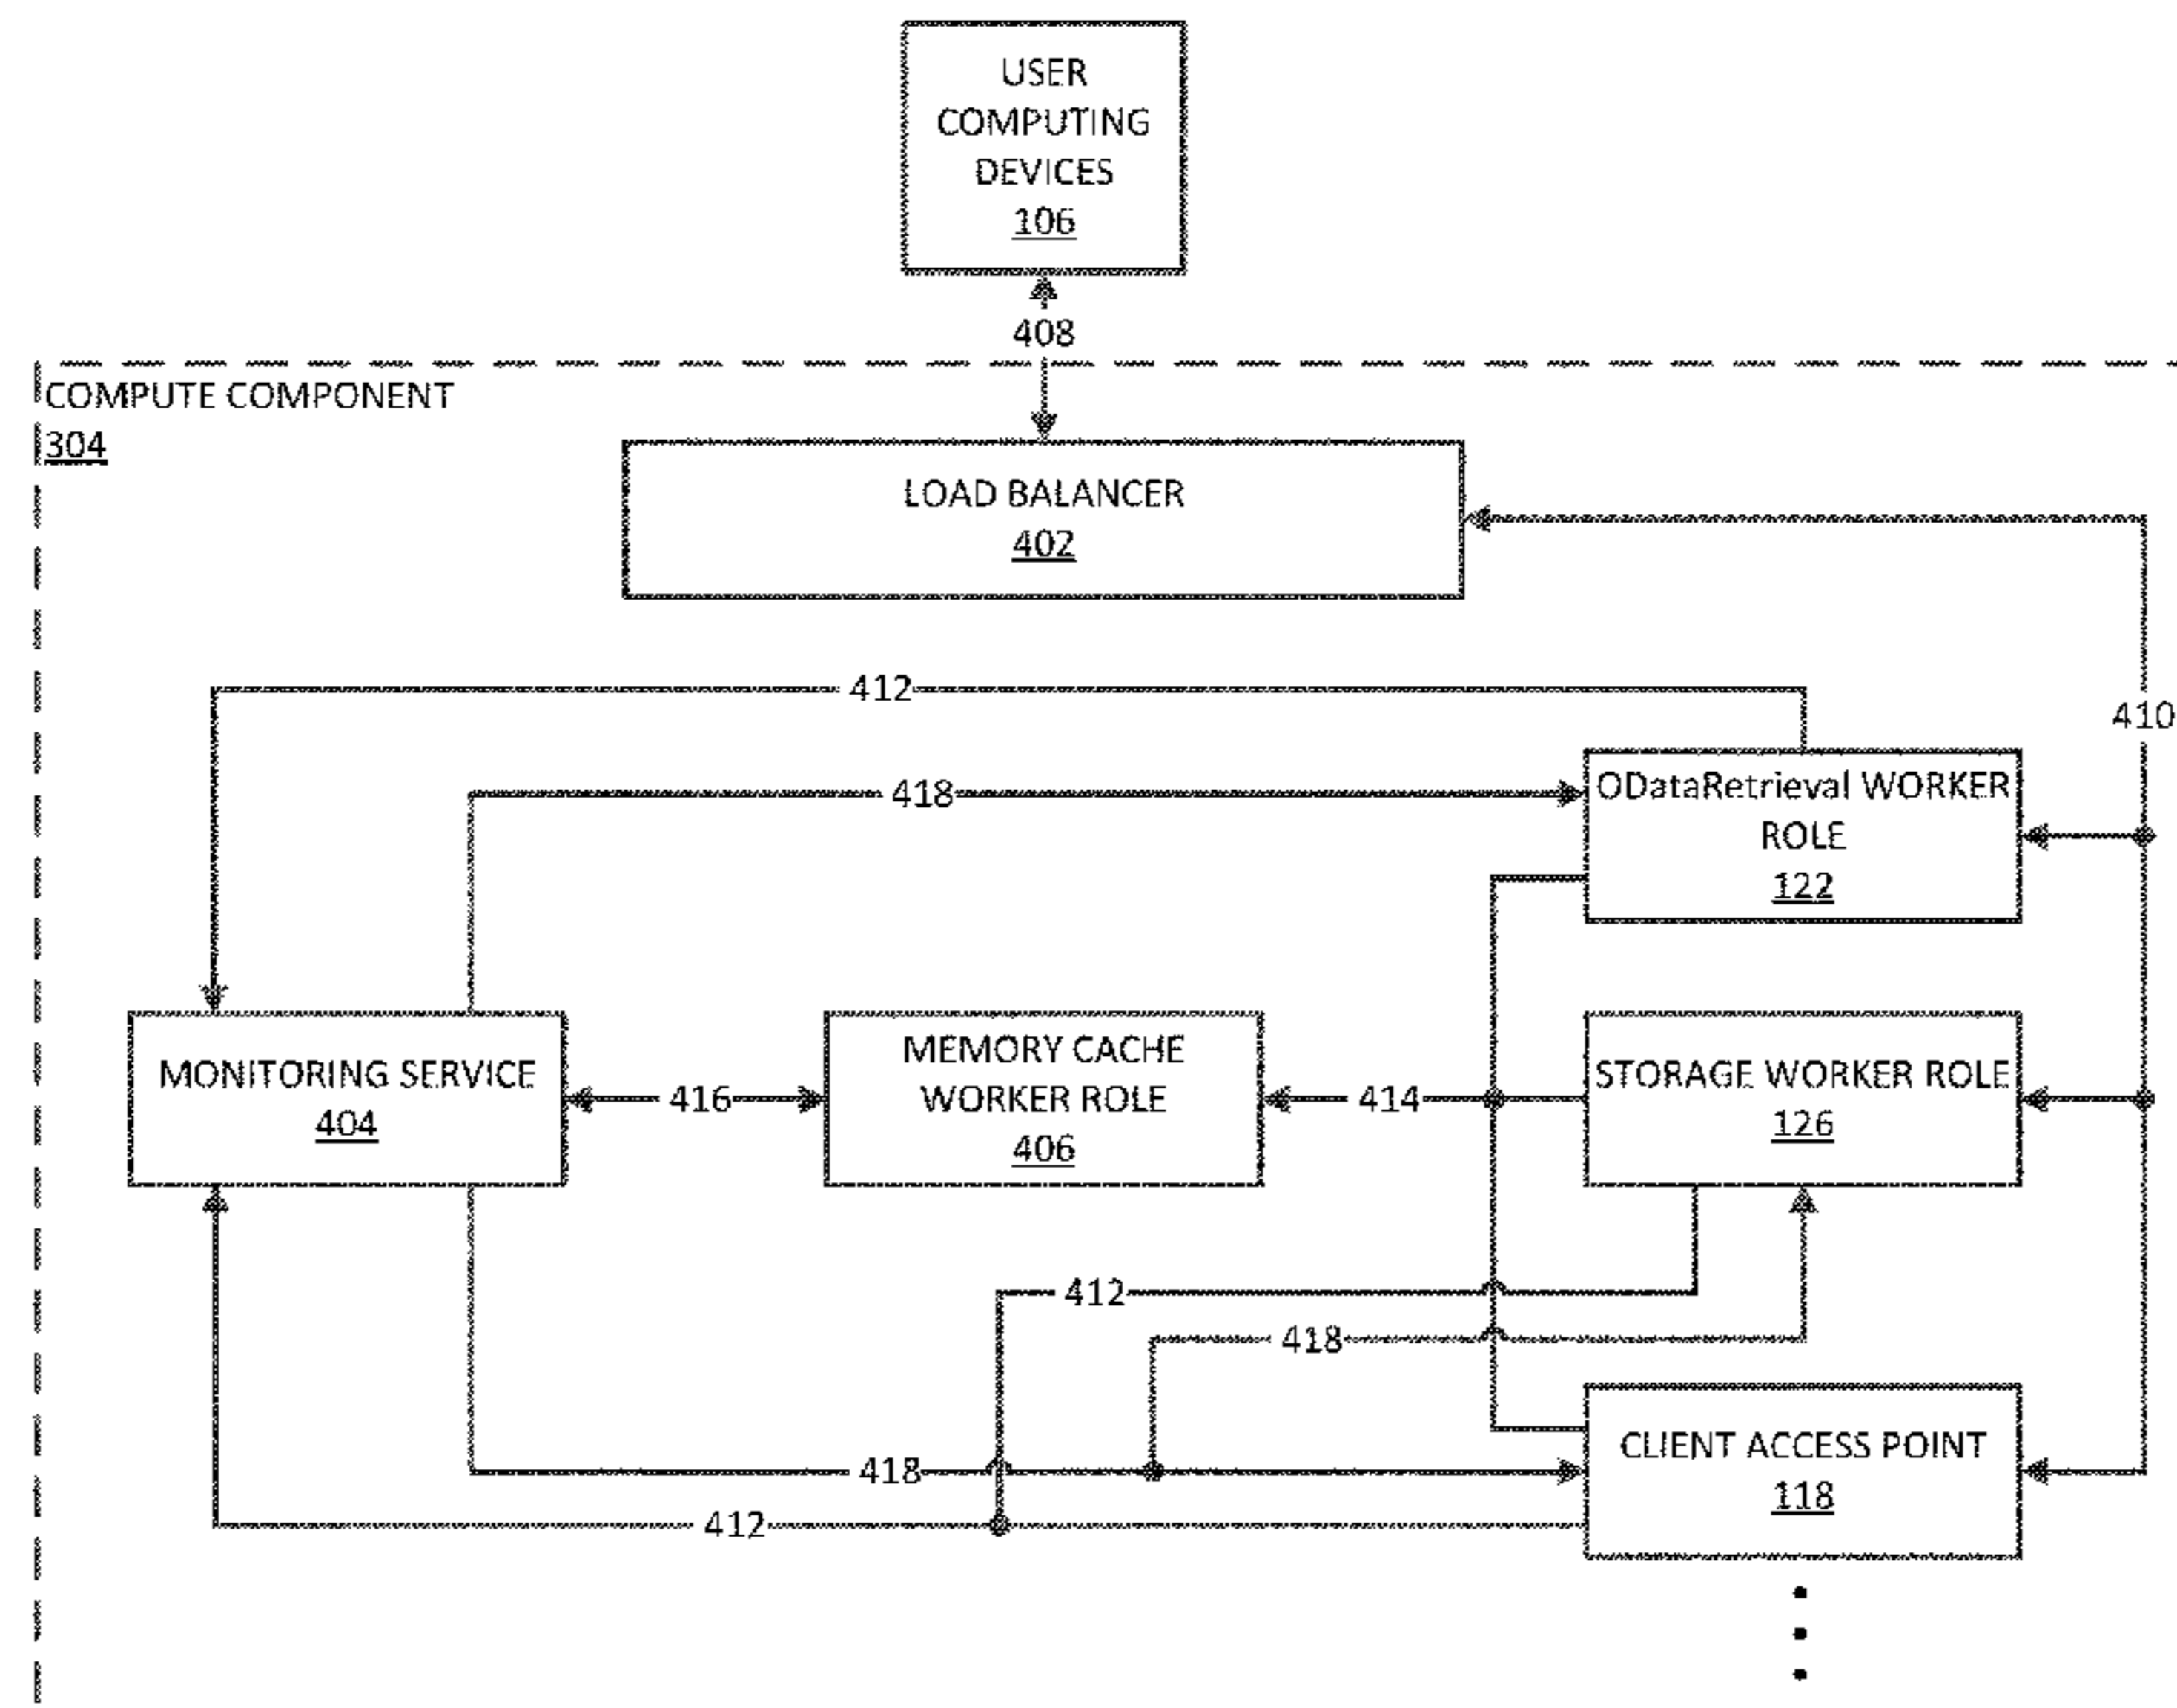 USER
COMPUTING
DEVICES
106
408
COMPUTE COMPONENT
304
LOAD BALANCER
402
412
410
418
ODataRetrieval WORKER
ROLE
122
MONITORING SERVICE
404
416
MEMORY CACHE
WORKER ROLE
406
414
STORAGE WORKER ROLE
126
412
418
418
CLIENT ACCESS POINT
118
412